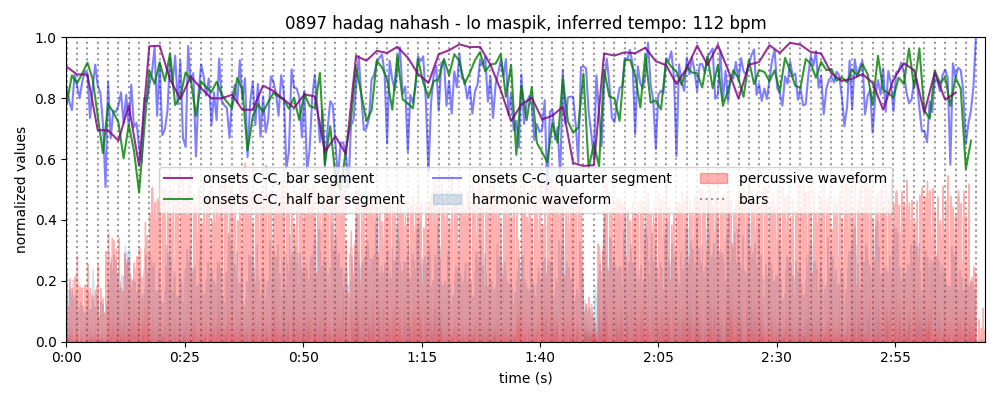 0897 hadag nahash - lo maspik, inferred tempo: 112 bpm
normalized values
1.0
0.8
0.6
0.4
0.2
0.0
onsets C-C, bar segment
onsets C-C, half bar segment
onsets C-C, quarter segment
harmonic waveform
percussive waveform
bars
0:00 0:25 0:50 1:15 1:40 2:05 2:30 2:55
time (s)